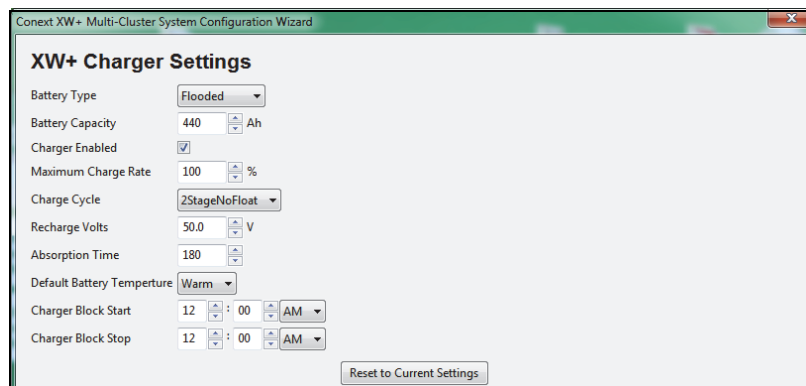 Conext XW+ Multi-Cluster System Configuration Wizard
XW+ Charger Settings
Battery Type Flooded
Battery Capacity 440 Ah
Charger Enabled
Maximum Charge Rate 100 %
Charge Cycle 2StageNoFloat
Recharge Volts 50.0 V
Absorption Time 180
Default Battery Temperture Warm
Charger Block Start 12 : 00 AM
Charger Block Stop 12 : 00 AM
Reset to Current Settings